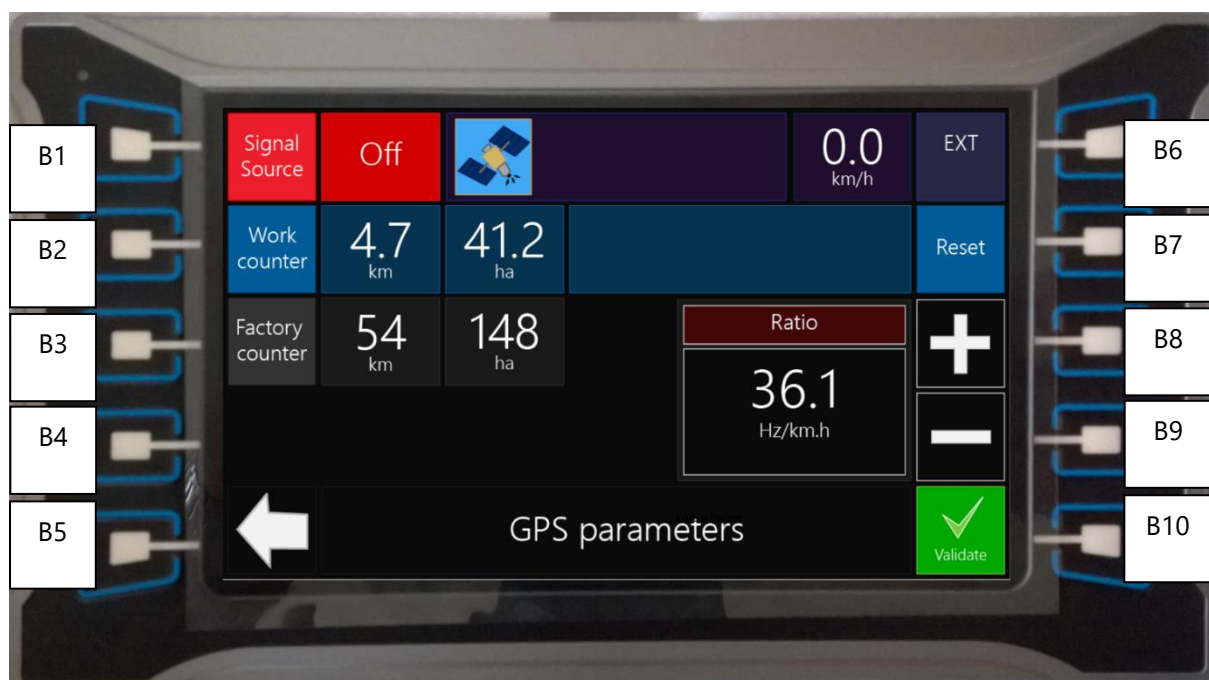 B1
Signal
Source
Off
0.0
km/h
EXT
B6
B2
Work
counter
4.7
km
41.2
ha
Reset
B7
B3
Factory
counter
54
km
148
ha
Ratio
B8
36.1
Hz/km.h
B4
B9
B5
GPS parameters
Validate
B10